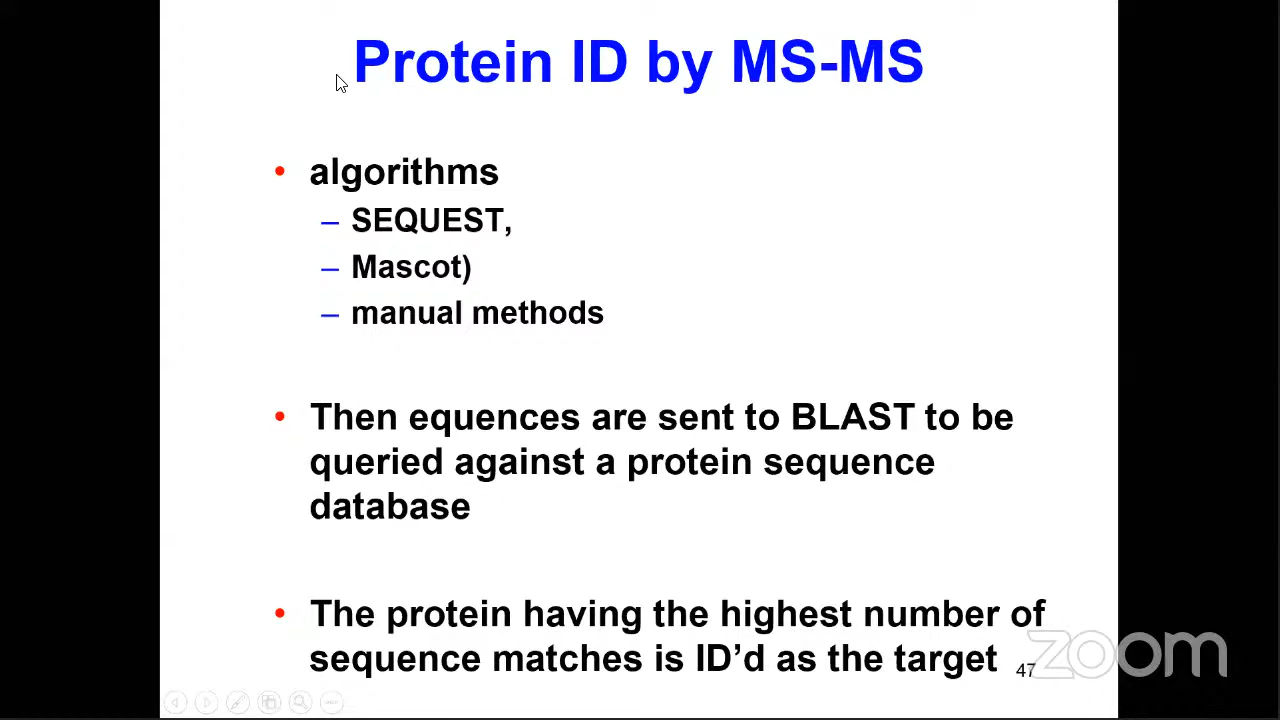 Protein ID by MS-MS
• algorithms
– SEQUEST,
– Mascot)
– manual methods
• Then equences are sent to BLAST to be
queried against a protein sequence
database
• The protein having the highest number of
sequence matches is ID’d as the target
47
zoom